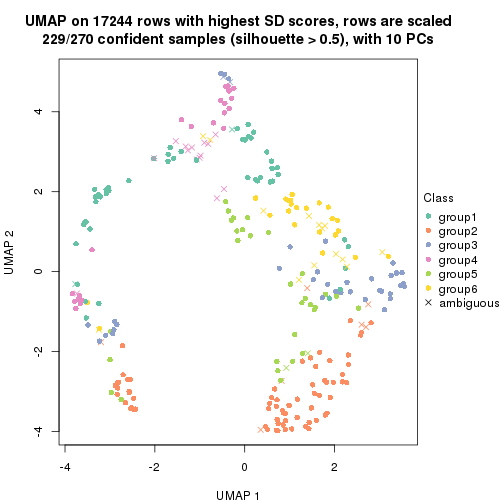 UMAP on 17244 rows with highest SD scores, rows are scaled
229/270 confident samples (silhouette > 0.5), with 10 PCs
UMAP 2
4
2
0
-2
-4
-4
-2
0
2
UMAP 1
Class
group1
group2
group3
group4
group5
group6
ambiguous